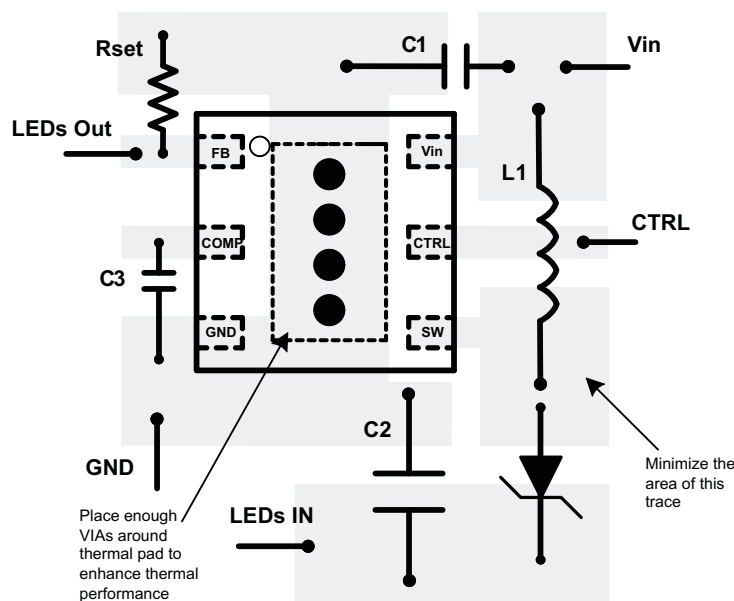 C1
Vin
Rset
LEDs Out
FB
Vin
L1
COMP
CTRL
CTRL
C3
GND
SW
C2
GND
Minimize the
area of this
trace
Place enough
VIAs around
thermal pad to
enhance thermal
performance
LEDs IN